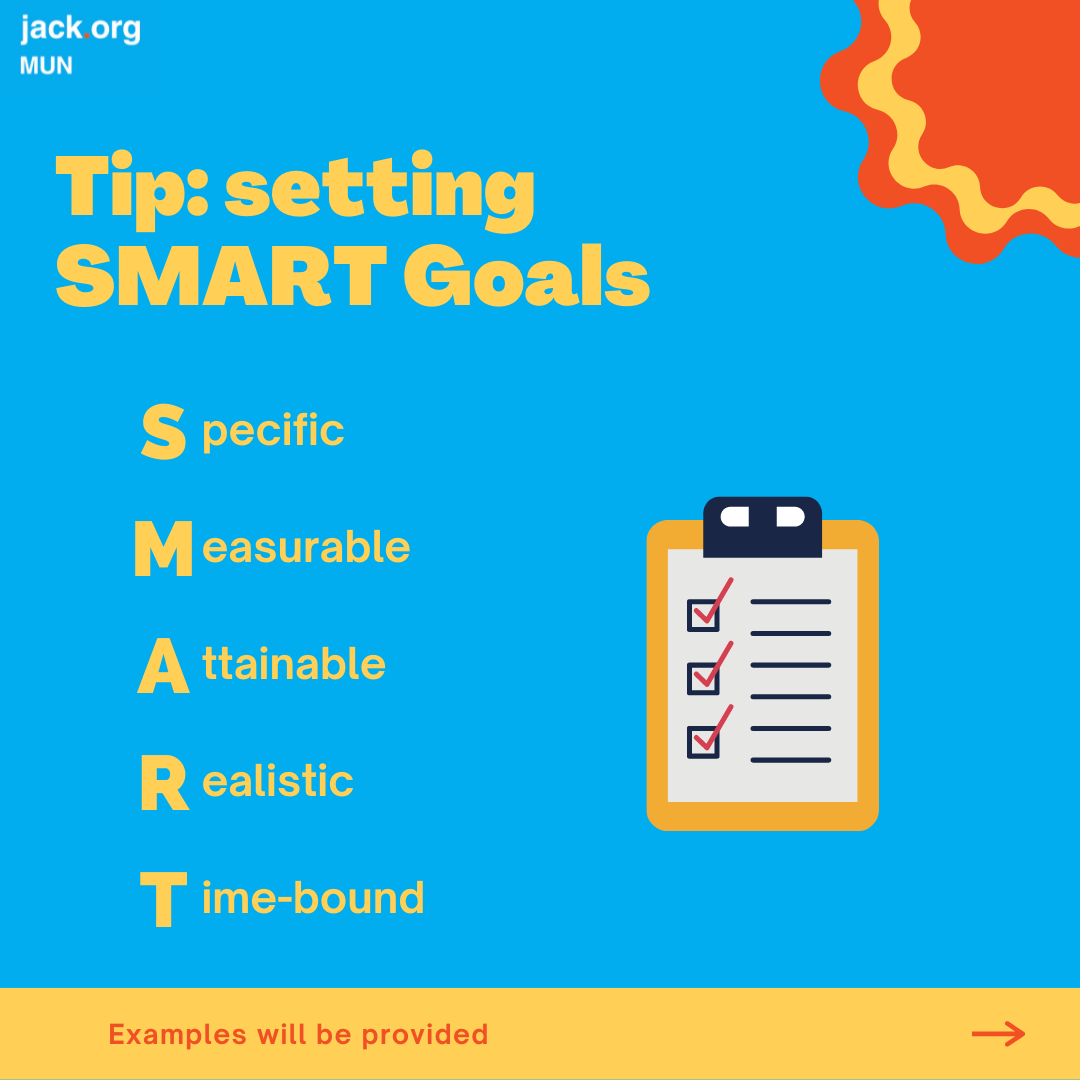 jack.org
MUN
Tip: setting
SMART Goals
Specific
Measurable
Attainable
Realistic
Time-bound
Examples will be provided